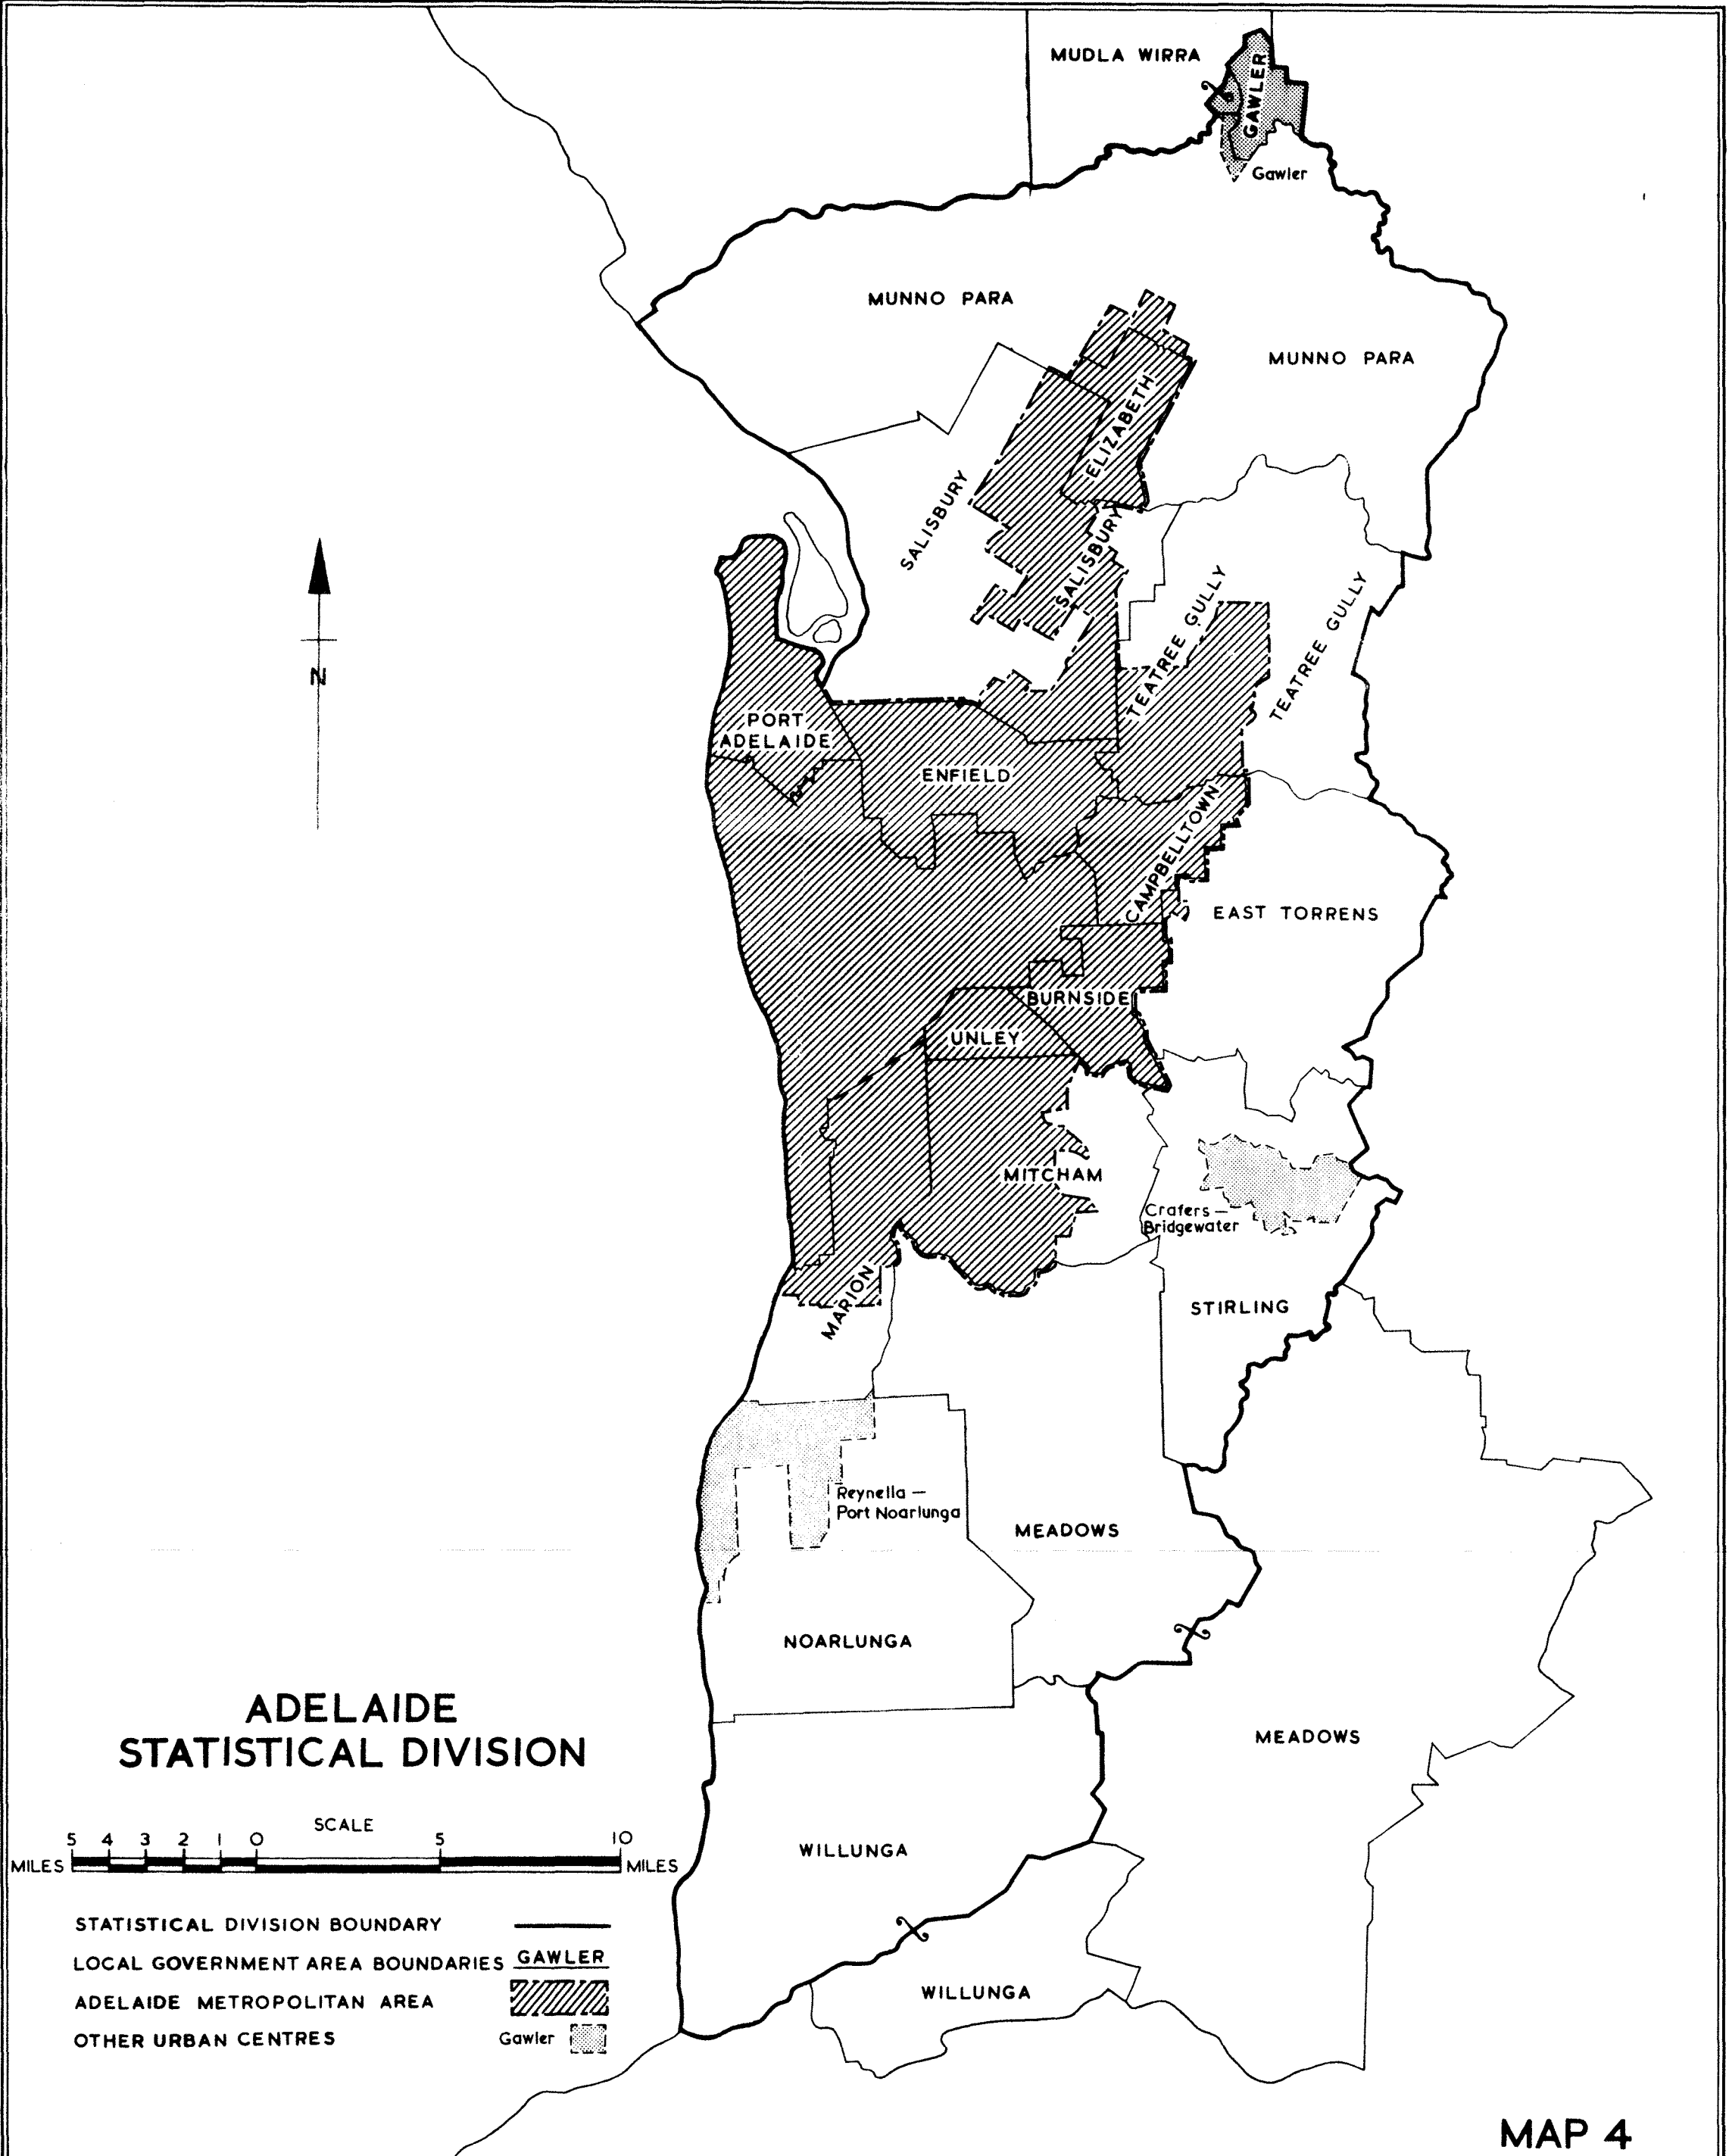 MUDLA WIRRA
GAWLER
Gawler
MUNNO PARA
MUNNO PARA
ELIZABETH
SALISBURY
SALISBURY
TEATREE GULLY
TEATREE GULLY
N
PORT
ADELAIDE
ENFIELD
CAMPBELLTOWN
EAST TORRENS
BURNSIDE
UNLEY
MITCHAM
Crafers —
Bridgewater
MARION
STIRLING
Reynella —
Port Noarlunga
MEADOWS
NOARLUNGA
MEADOWS
WILLUNGA
WILLUNGA
ADELAIDE
STATISTICAL DIVISION
SCALE
5 4 3 2 1 0 5 10
MILES MILES
STATISTICAL DIVISION BOUNDARY
LOCAL GOVERNMENT AREA BOUNDARIES GAWLER
ADELAIDE METROPOLITAN AREA
OTHER URBAN CENTRES Gawler
MAP 4